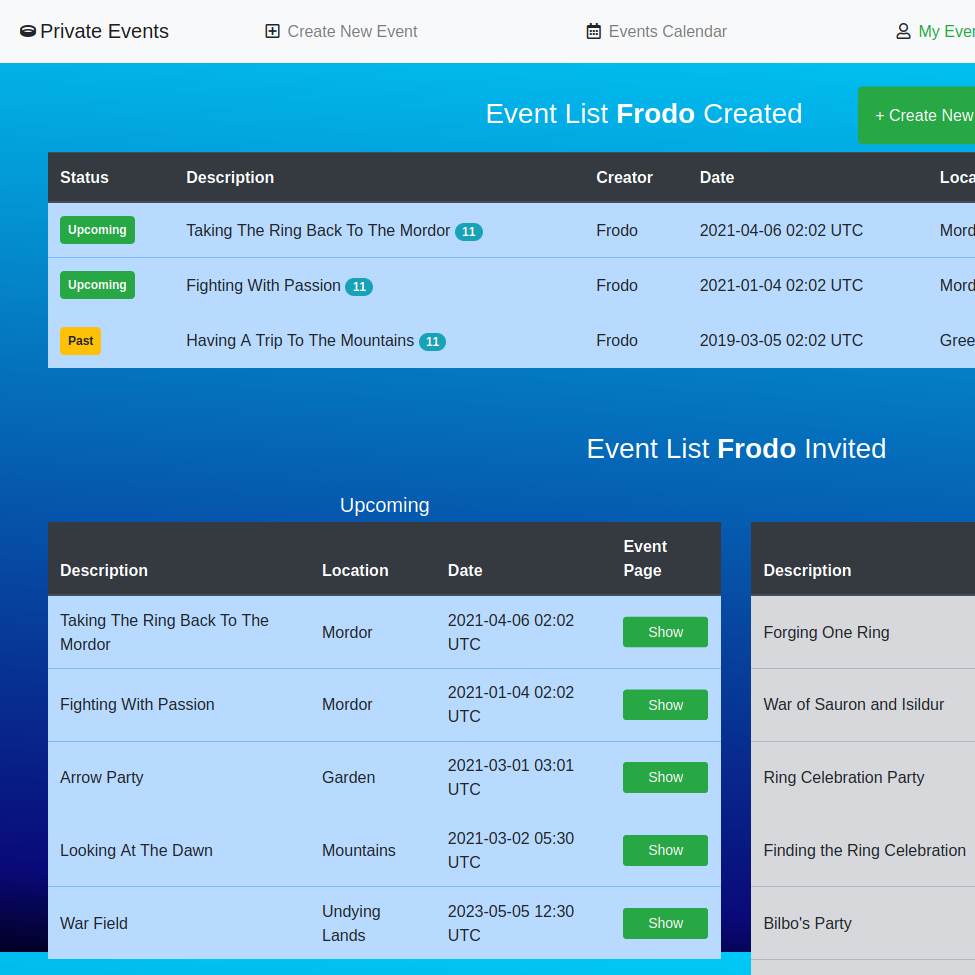 Private Events Create New Event Events Calendar My Even
Event List Frodo Created + Create New
Status Description Creator Date Loca
Upcoming Taking The Ring Back To The Mordor 11 Frodo 2021-04-06 02:02 UTC Mord
Upcoming Fighting With Passion 11 Frodo 2021-01-04 02:02 UTC Mord
Past Having A Trip To The Mountains 11 Frodo 2019-03-05 02:02 UTC Gree
Event List Frodo Invited
Upcoming
Description Location Date Event Page
Taking The Ring Back To The Mordor Mordor 2021-04-06 02:02 UTC Show
Fighting With Passion Mordor 2021-01-04 02:02 UTC Show
Arrow Party Garden 2021-03-01 03:01 UTC Show
Looking At The Dawn Mountains 2021-03-02 05:30 UTC Show
War Field Undying Lands 2023-05-05 12:30 UTC Show
Description
Forging One Ring
War of Sauron and Isildur
Ring Celebration Party
Finding the Ring Celebration
Bilbo's Party